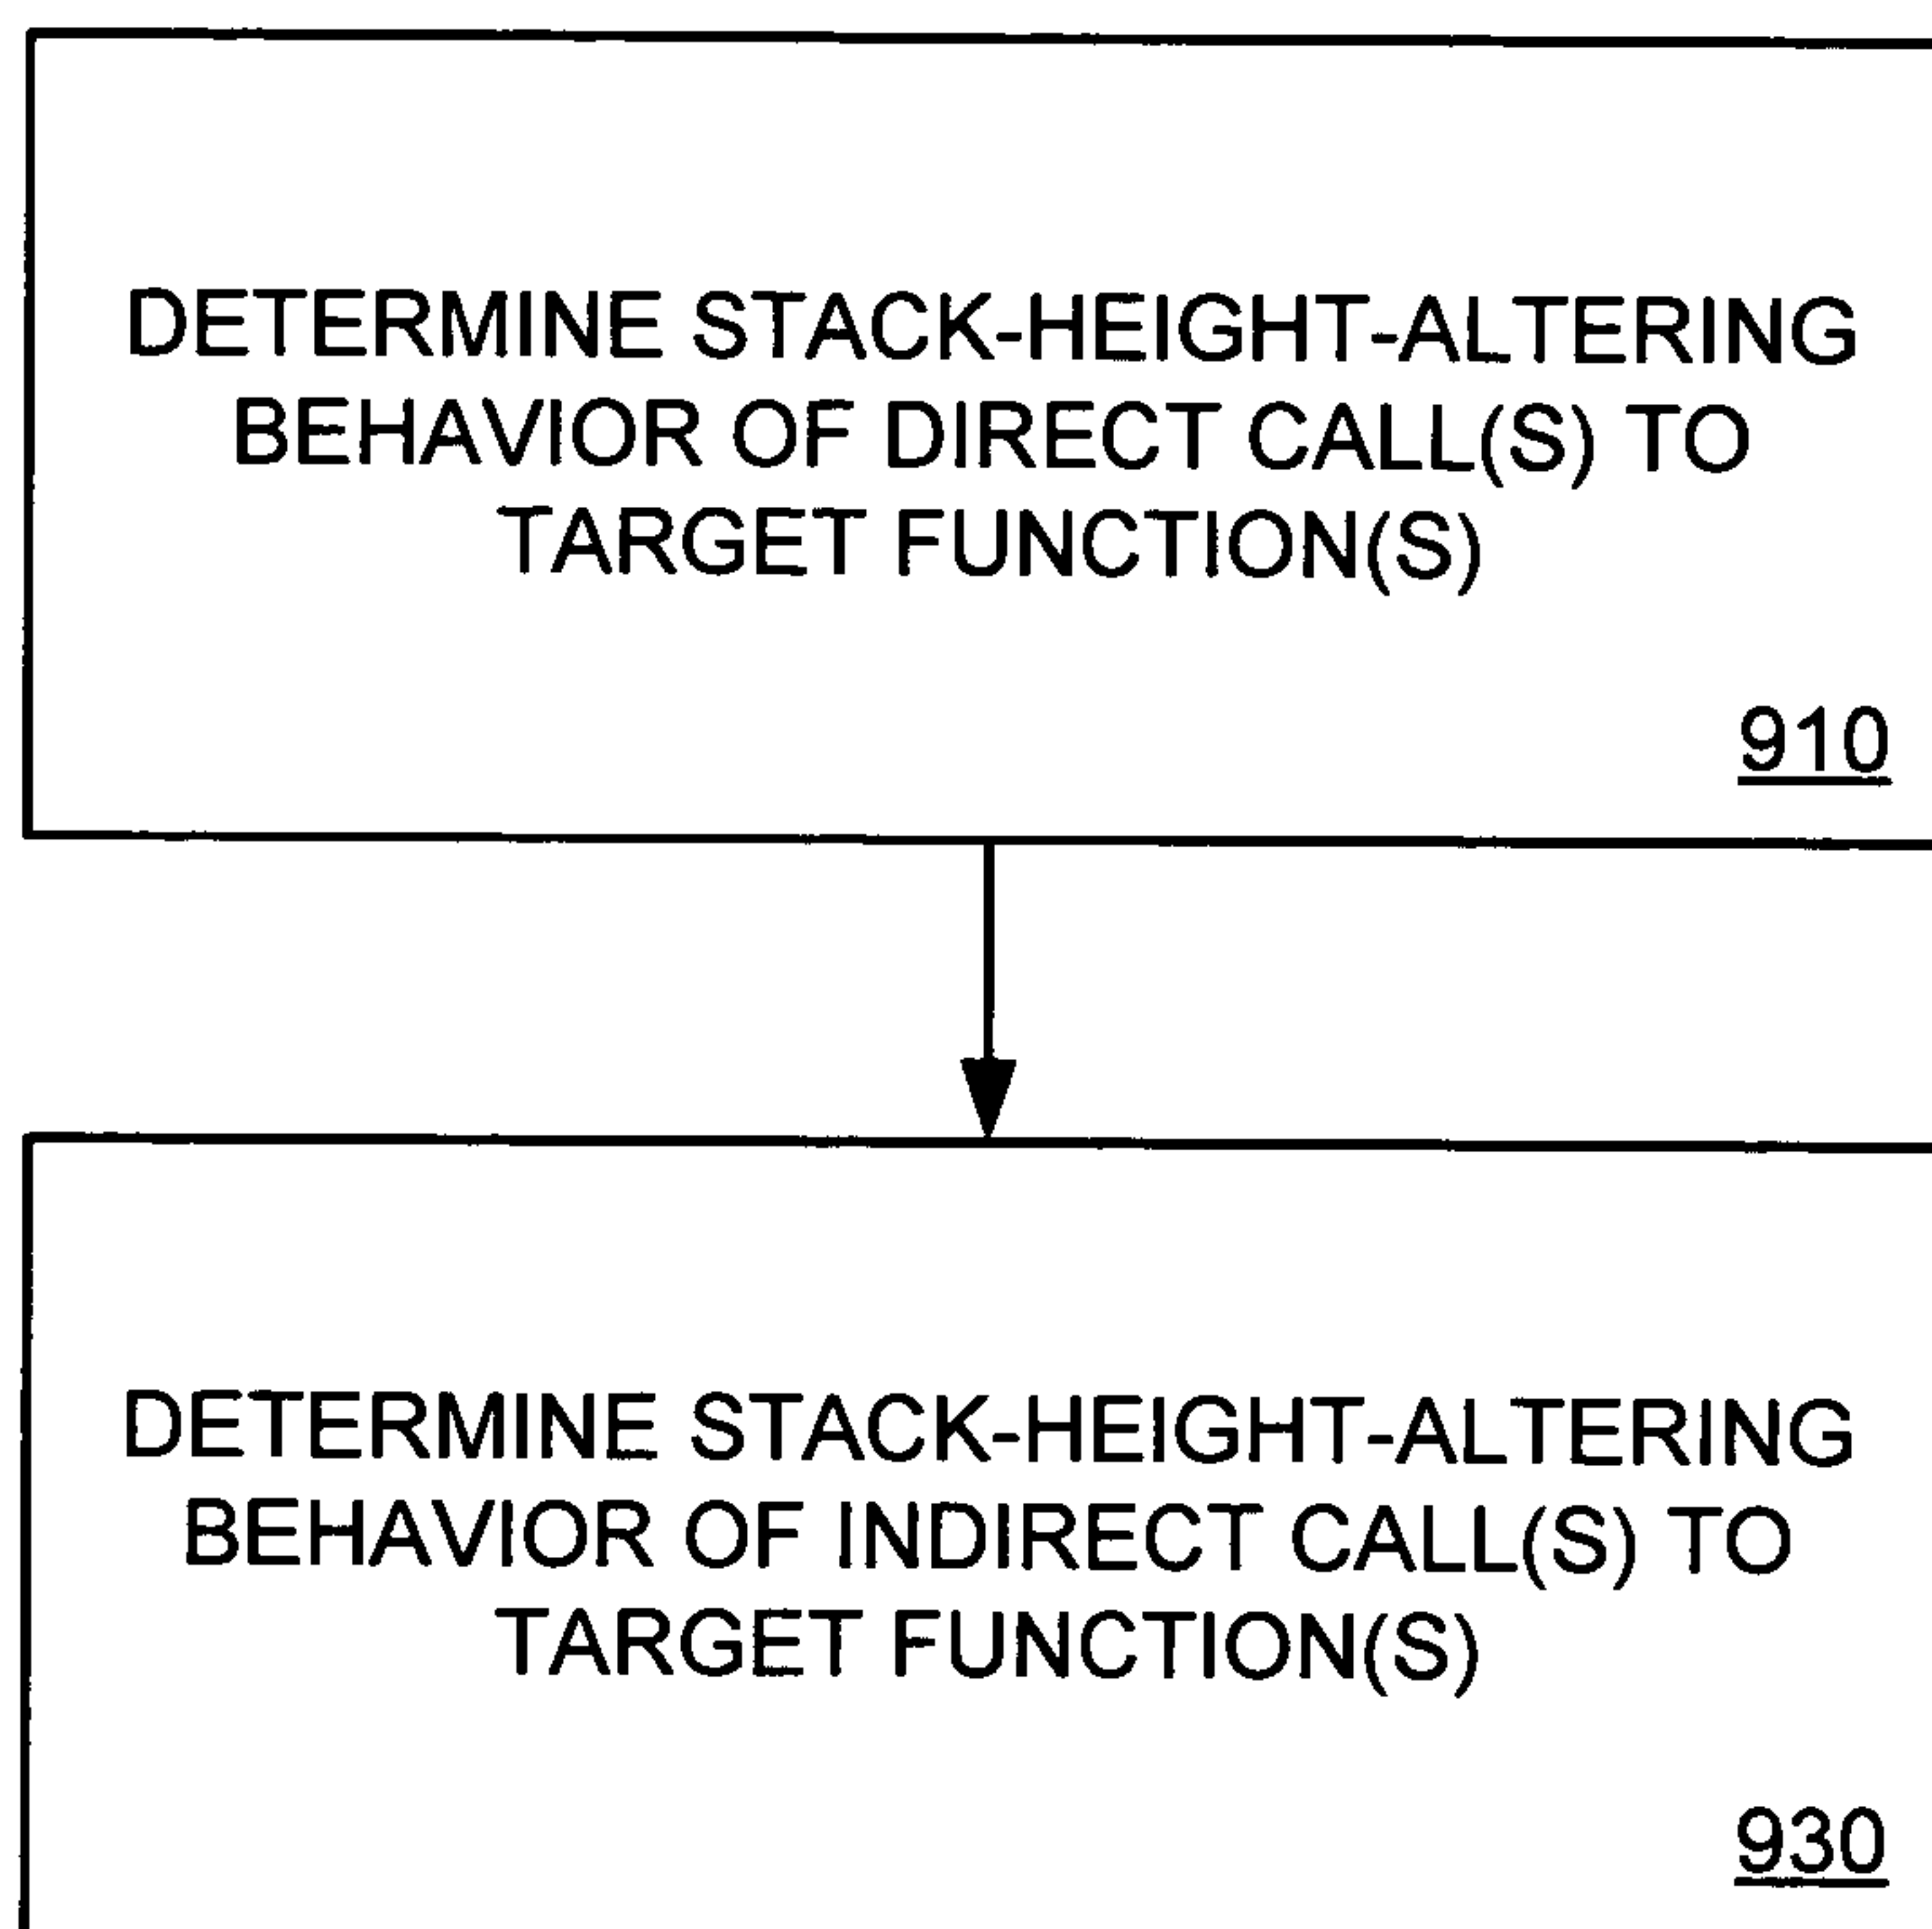 DETERMINE STACK-HEIGHT-ALTERING
BEHAVIOR OF DIRECT CALL(S) TO
TARGET FUNCTION(S)
910
DETERMINE STACK-HEIGHT-ALTERING
BEHAVIOR OF INDIRECT CALL(S) TO
TARGET FUNCTION(S)
930